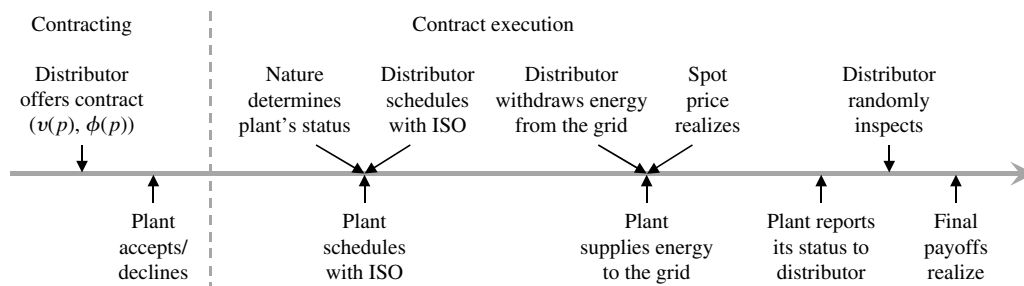 Contracting
Contract execution
Distributor
offers contract
(v(p), ϕ(p))
Nature
determines
plant's status
Distributor
schedules
with ISO
Distributor
withdraws energy
from the grid
Spot
price
realizes
Distributor
randomly
inspects
Plant
accepts/
declines
Plant
schedules
with ISO
Plant
supplies energy
to the grid
Plant reports
its status to
distributor
Final
payoffs
realize